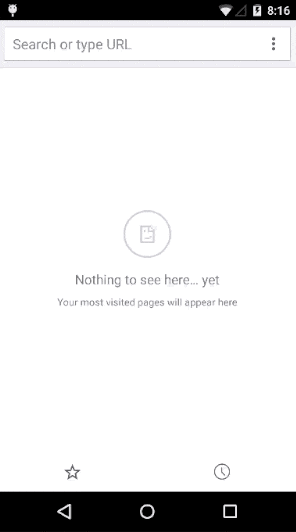 8:16
Search or type URL
Nothing to see here... yet
Your most visited pages will appear here